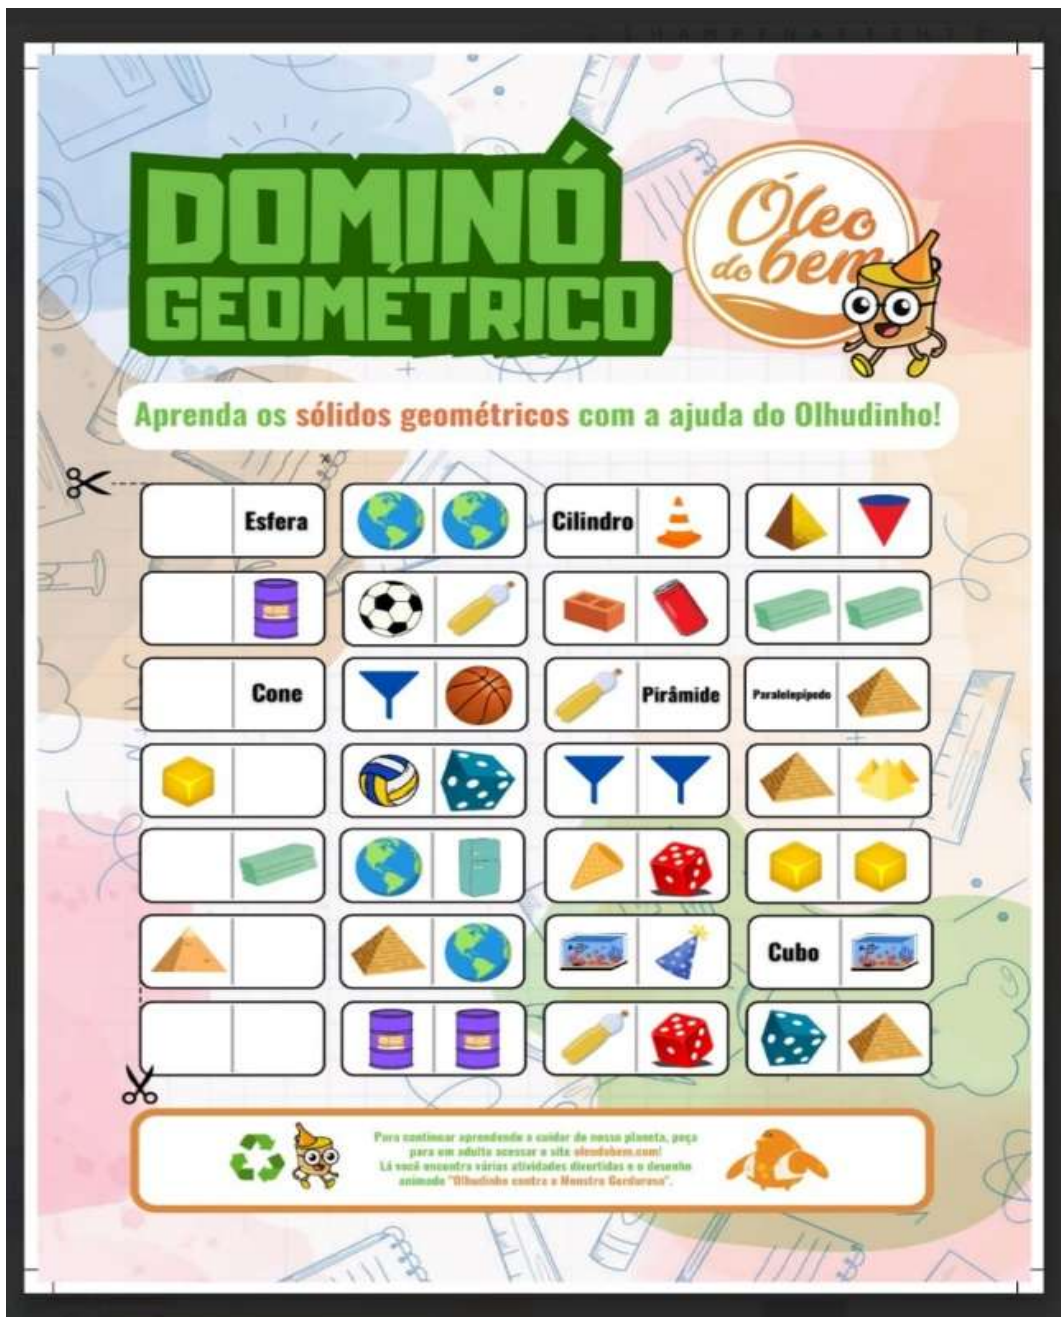 DOMINÓ
GEOMÉTRICO
Óleo
do bem
Aprenda os sólidos geométricos com a ajuda do Olhudinho!
Esfera
Cilindro
Cone
Pirâmide
Paralelepípedo
Cubo
Para continuar aprendendo a cuidar do nosso planeta, peça
para um adulto acessar o site oleodobem.com!
Lá você encontra várias atividades divertidas e o desenho
animado "Olhudinho contra o Monstro Gorduroso".